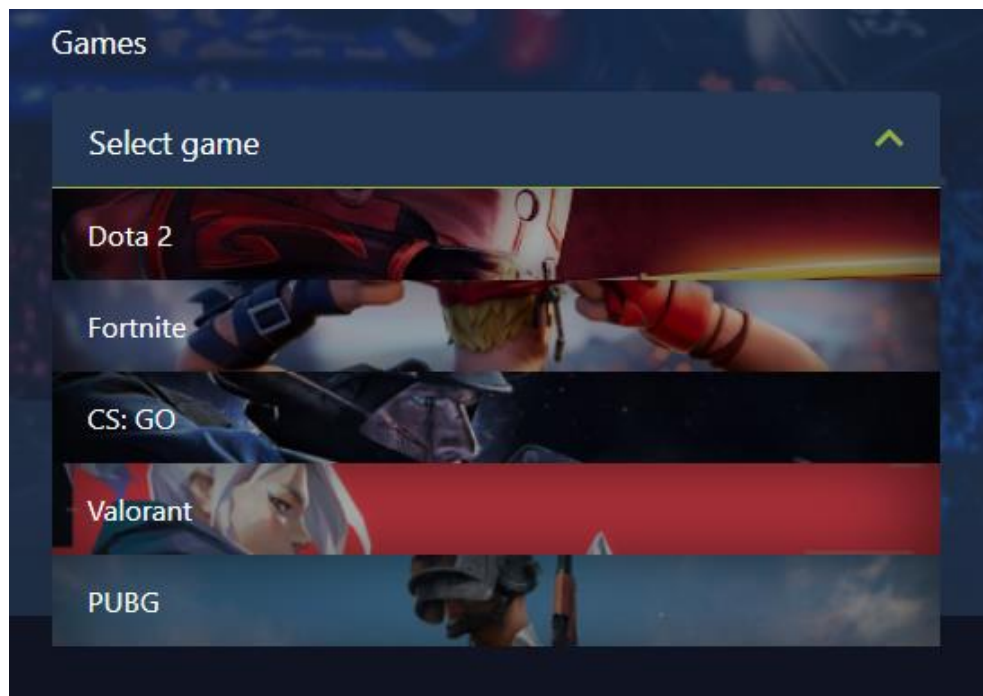 Games
Select game
Dota 2
Fortnite
CS: GO
Valorant
PUBG